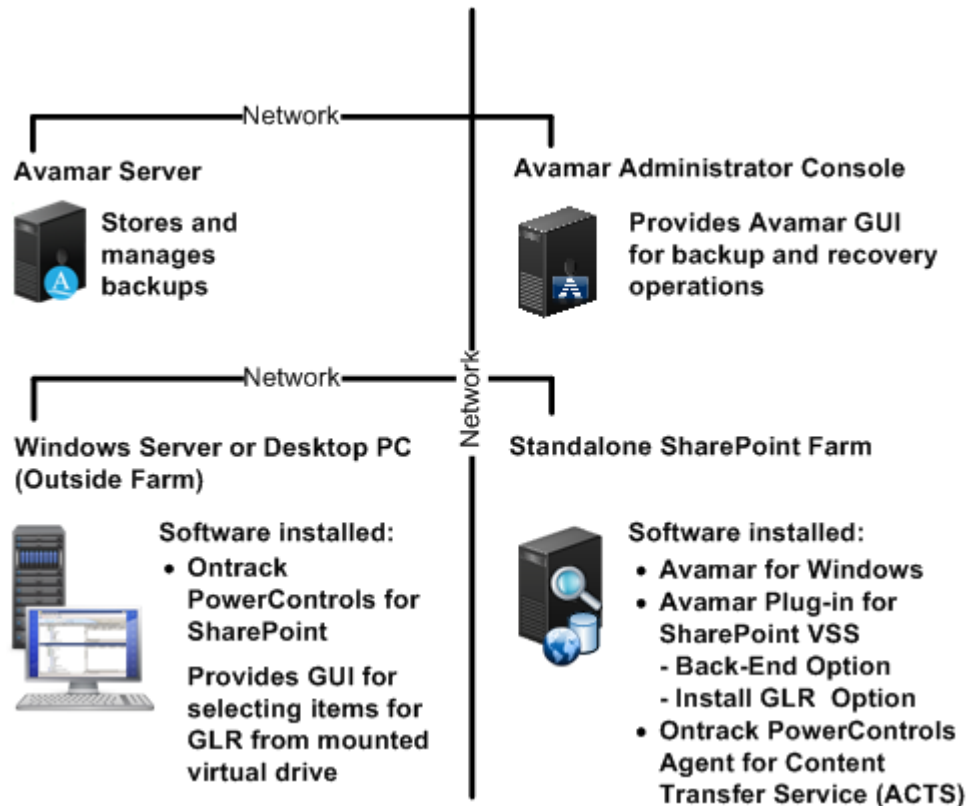 Network
Avamar Server
Stores and
manages
backups
Avamar Administrator Console
Provides Avamar GUI
for backup and recovery
operations
Network
Network
Windows Server or Desktop PC
(Outside Farm)
Software installed:
• Ontrack
PowerControls for
SharePoint
Provides GUI for
selecting items for
GLR from mounted
virtual drive
Standalone SharePoint Farm
Software installed:
• Avamar for Windows
• Avamar Plug-in for
SharePoint VSS
- Back-End Option
- Install GLR Option
• Ontrack PowerControls
Agent for Content
Transfer Service (ACTS)